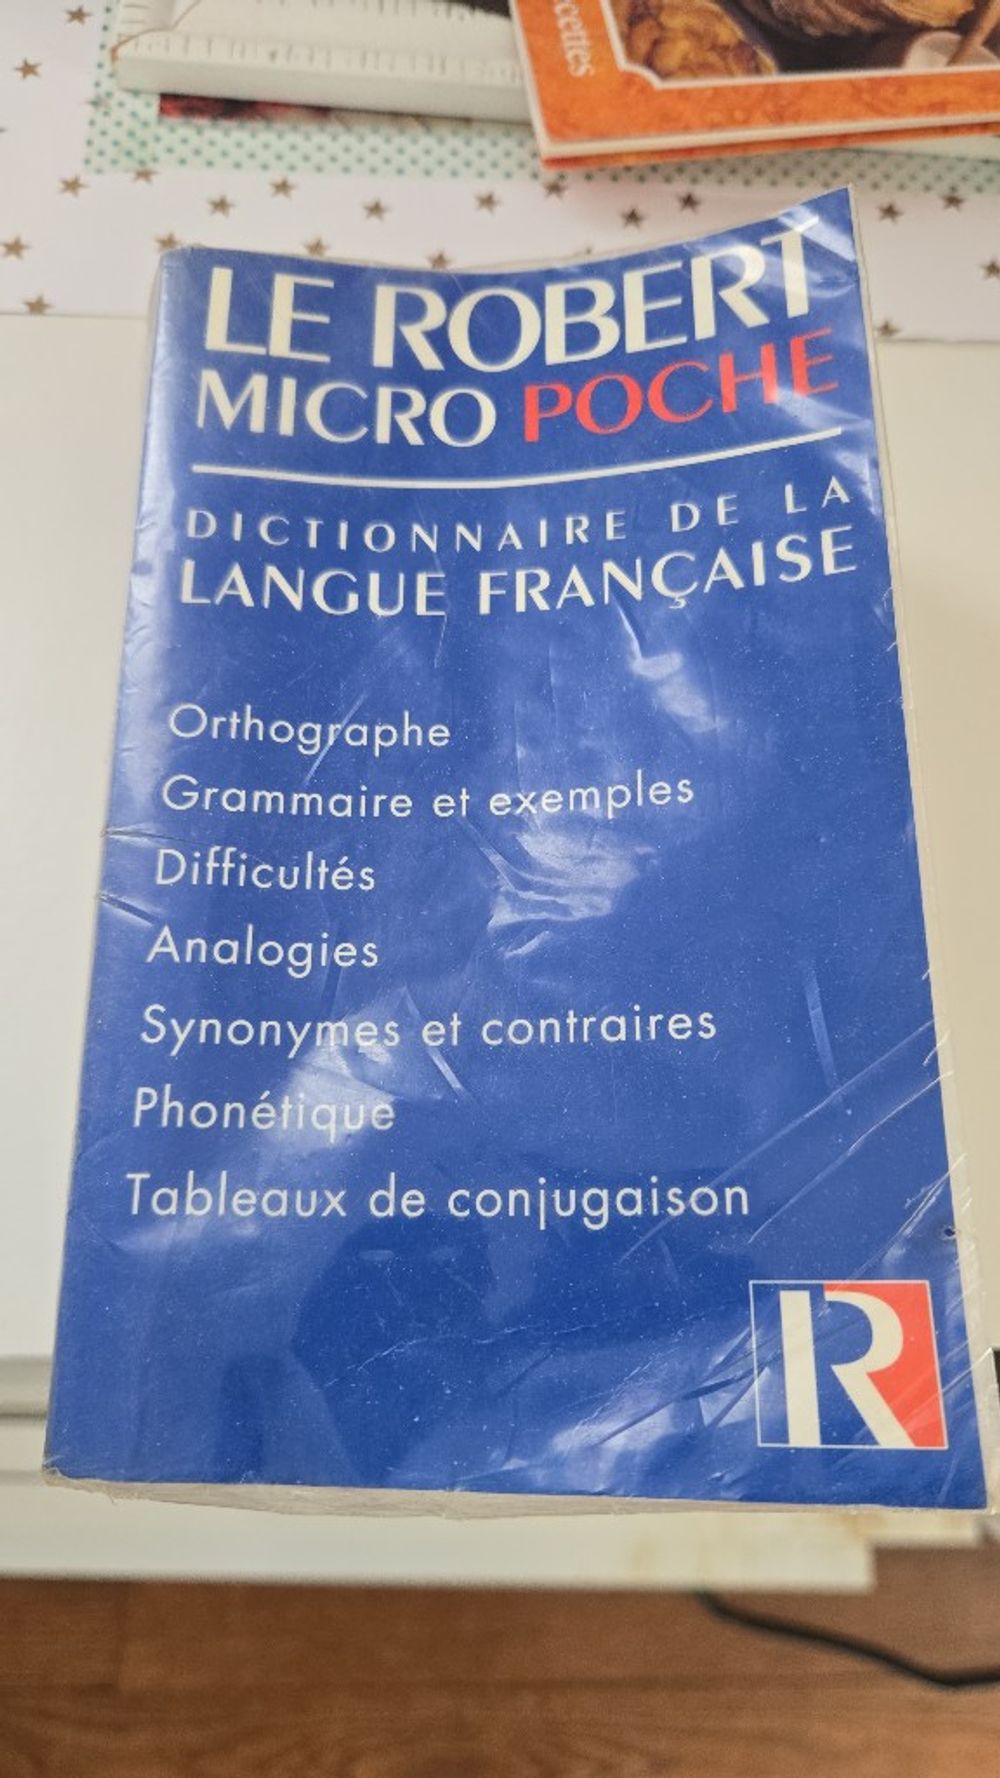 ecettes
LE ROBERT
MICRO POCHE
DICTIONNAIRE DE LA
LANGUE FRANÇAISE
Orthographe
Grammaire et exemples
Difficultés
Analogies
Synonymes et contraires
Phonétique
Tableaux de conjugaison
R